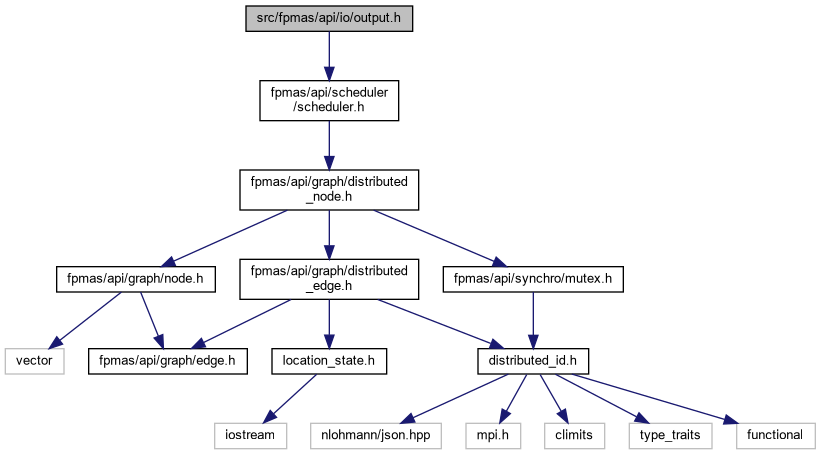 src/fpmas/api/io/output.h
fpmas/api/scheduler
/scheduler.h
fpmas/api/graph/distributed
_node.h
fpmas/api/graph/node.h
fpmas/api/graph/distributed
_edge.h
fpmas/api/synchro/mutex.h
vector
fpmas/api/graph/edge.h
location_state.h
distributed_id.h
iostream
nlohmann/json.hpp
mpi.h
climits
type_traits
functional